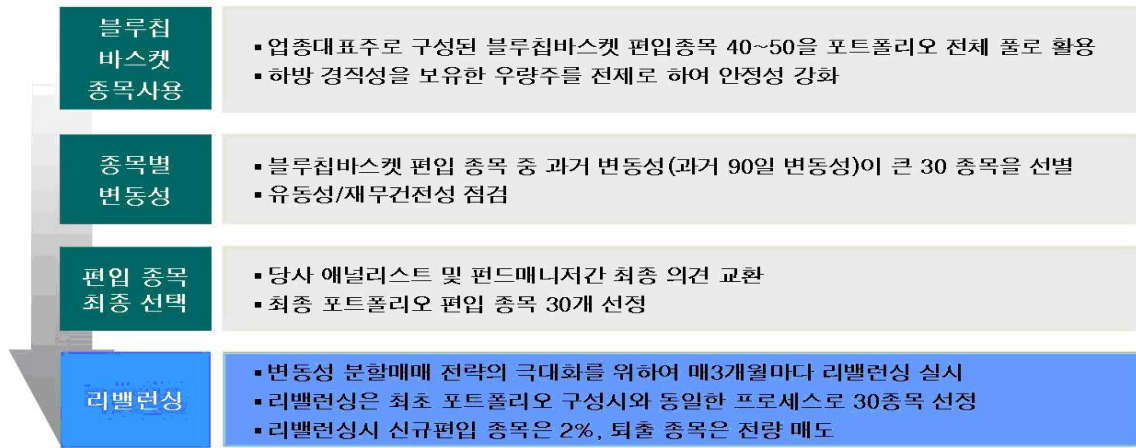 블루칩
바스켓
종목사용
▪ 업종대표주로 구성된 블루칩바스켓 편입종목 40~50을 포트폴리오 전체 풀로 활용
▪ 하방 경직성을 보유한 우량주를 전제로 하여 안정성 강화
종목별
변동성
▪ 블루칩바스켓 편입 종목 중 과거 변동성(과거 90일 변동성)이 큰 30 종목을 선별
▪ 유동성/재무건전성 점검
편입 종목
최종 선택
▪ 당사 애널리스트 및 펀드매니저간 최종 의견 교환
▪ 최종 포트폴리오 편입 종목 30개 선정
리밸런싱
▪ 변동성 분할매매 전략의 극대화를 위하여 매3개월마다 리밸런싱 실시
▪ 리밸런싱은 최초 포트폴리오 구성시와 동일한 프로세스로 30종목 선정
▪ 리밸런싱시 신규편입 종목은 2%, 퇴출 종목은 전량 매도